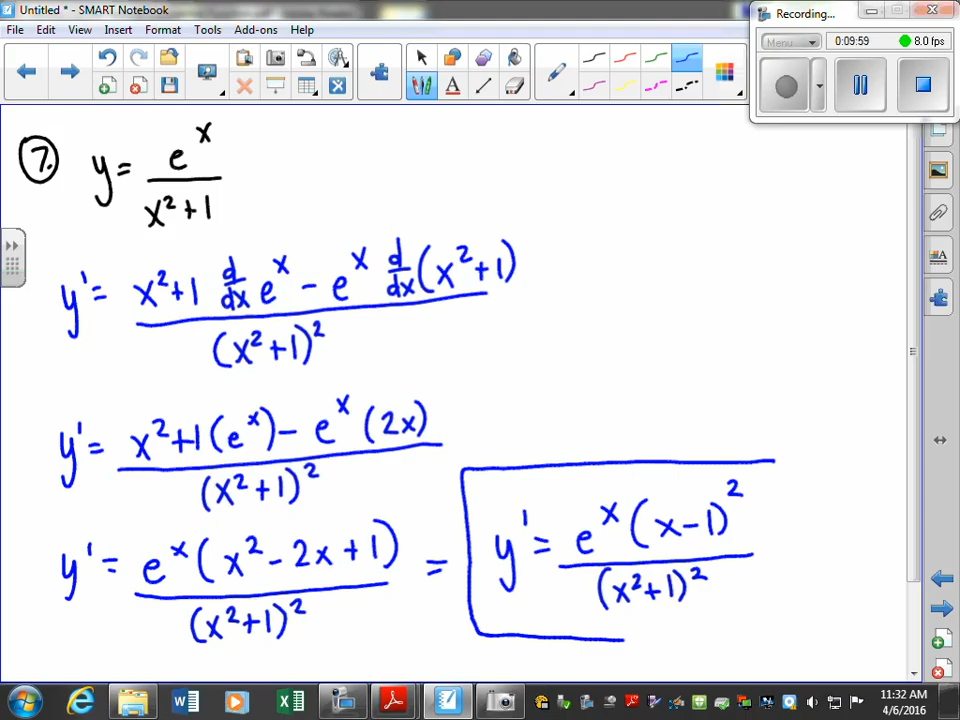 Untitled * - SMART Notebook
File Edit View Insert Format Tools Add-ons Help
Recording...
Menu 0:09:59 8.0 fps
7. y = e^x / (x² + 1)
y' = x²+1 d/dx e^x - e^x d/dx (x²+1) / (x²+1)²
y' = x²+1(e^x) - e^x (2x) / (x²+1)²
y' = e^x (x² - 2x + 1) / (x²+1)² = y' = e^x (x-1)² / (x²+1)²
11:32 AM
4/6/2016